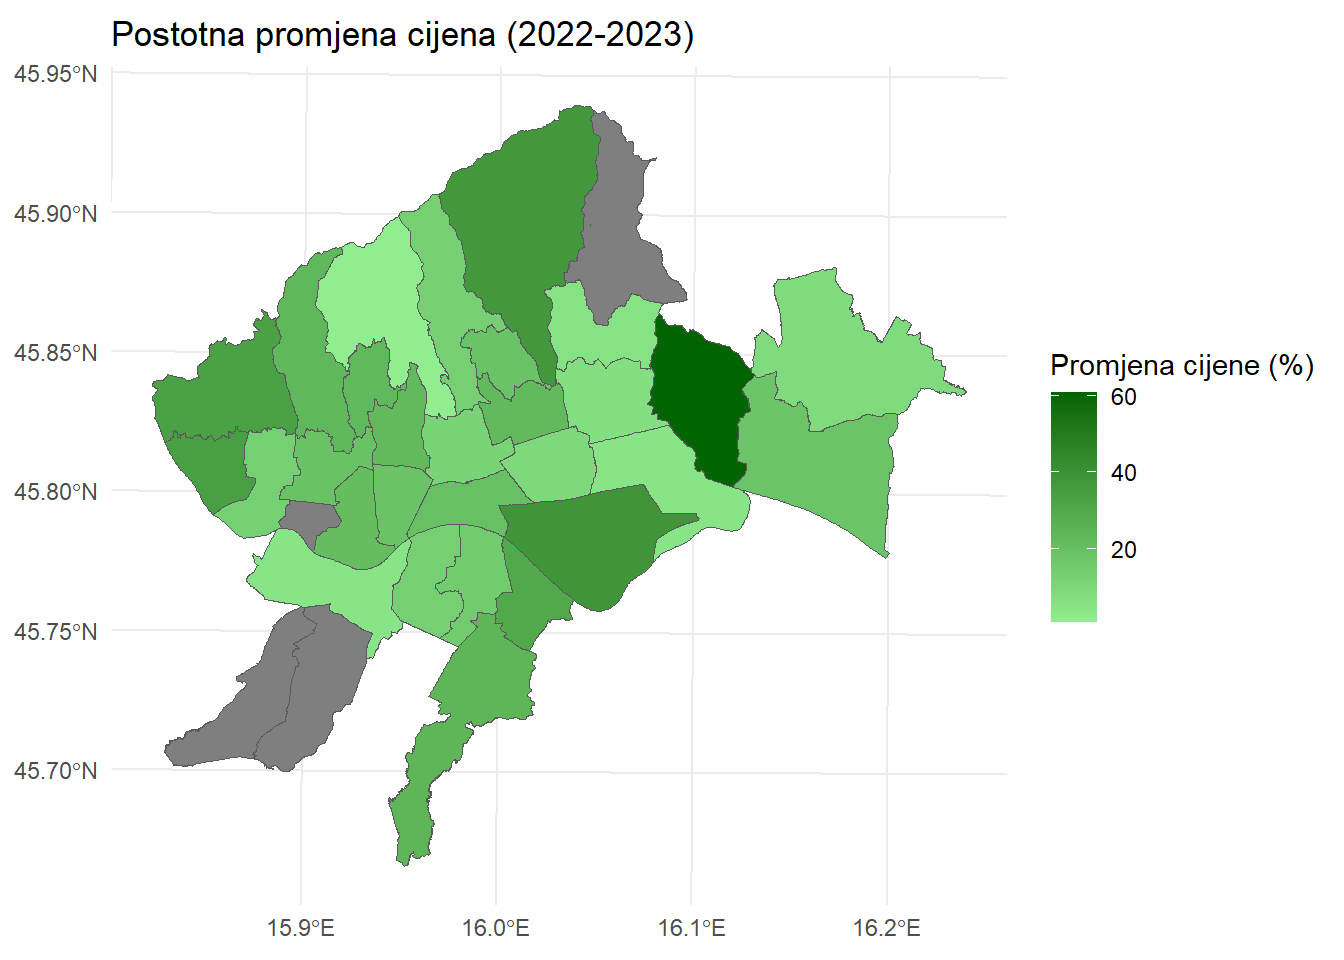 Postotna promjena cijena (2022-2023)
45.95°N
45.90°N
45.85°N
45.80°N
45.75°N
45.70°N
15.9°E
16.0°E
16.1°E
16.2°E
Promjena cijene (%)
60
40
20